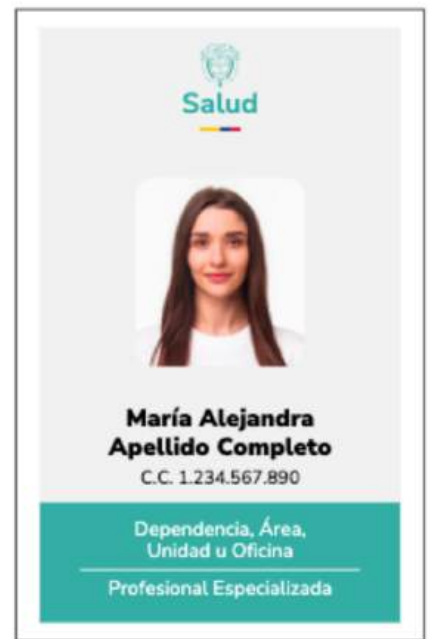 Salud
María Alejandra
Apellido Completo
C.C. 1.234.567.890
Dependencia, Área,
Unidad u Oficina
Profesional Especializada